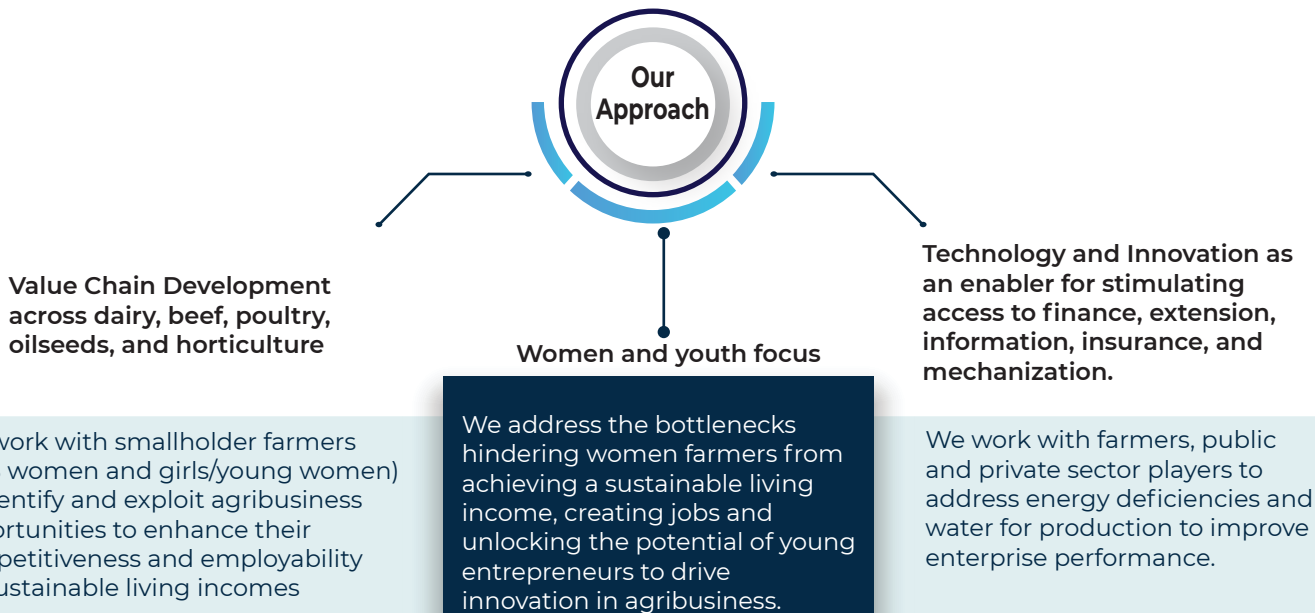 Our
Approach
Value Chain Development
across dairy, beef, poultry,
oilseeds, and horticulture
work with smallholder farmers
women and girls/young women)
entify and exploit agribusiness
ortunities to enhance their
petitiveness and employability
ustainable living incomes
Women and youth focus
We address the bottlenecks
hindering women farmers from
achieving a sustainable living
income, creating jobs and
unlocking the potential of young
entrepreneurs to drive
innovation in agribusiness.
Technology and Innovation as
an enabler for stimulating
access to finance, extension,
information, insurance, and
mechanization.
We work with farmers, public
and private sector players to
address energy deficiencies and
water for production to improve
enterprise performance.